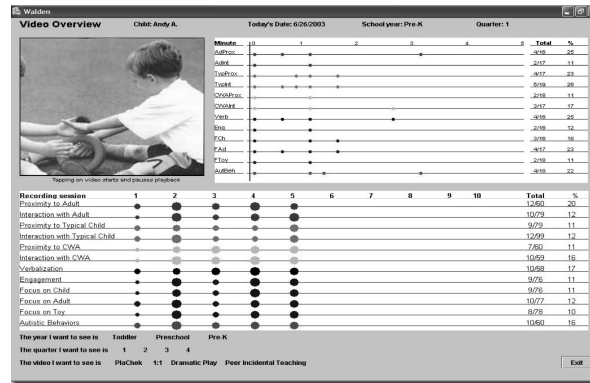 Walden
Video Overview Child: Andy A. Today's Date: 6/26/2003 School year: Pre-K Quarter: 1
Minute 0 1 2 3 4 5 Total %
AdProx 4/16 25
AdInt 2/17 11
TypProx 4/17 23
TypInt 5/19 26
CWAProx 2/18 11
CWAInt 3/17 17
Verb 4/16 25
Eng 2/16 12
FCh 3/16 18
FAd 4/17 23
FToy 2/18 11
AutBeh 4/18 22
Tapping on video starts and pauses playback
Recording session 1 2 3 4 5 6 7 8 9 10 Total %
Proximity to Adult 12/60 20
Interaction with Adult 10/79 12
Proximity to Typical Child 9/79 11
Interaction with Typical Child 12/99 12
Proximity to CWA 7/60 11
Interaction with CWA 10/59 16
Verbalization 10/58 17
Engagement 9/76 11
Focus on Child 9/76 11
Focus on Adult 10/77 12
Focus on Toy 8/78 10
Autistic Behaviors 10/60 16
The year I want to see is Toddler Preschool Pre-K
The quarter I want to see is 1 2 3 4
The video I want to see is PlaChek 1:1 Dramatic Play Peer Incidental Teaching
Exit